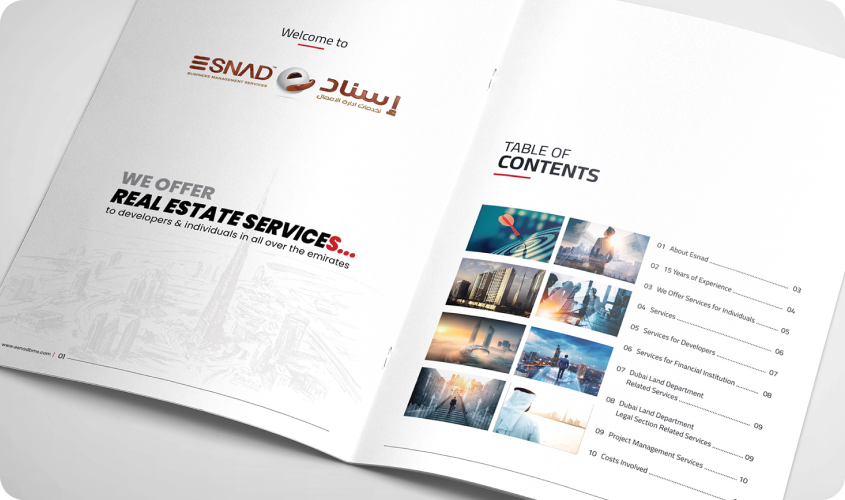 Welcome to
ESNAD™
BUSINESS MANAGEMENT SERVICES
إسناد
لخدمات ادارة الاعمال
WE OFFER
REAL ESTATE SERVICES...
to developers & individuals in all over the emirates
www.esnadbms.com / 01
TABLE OF
CONTENTS
01 About Esnad 03
02 15 Years of Experience 04
03 We Offer Services for Individuals 05
04 Services 06
05 Services for Developers 07
06 Services for Financial Institution 08
07 Dubai Land Department
Related Services 09
08 Dubai Land Department
Legal Section Related Services 09
09 Project Management Services 10
10 Costs Involved